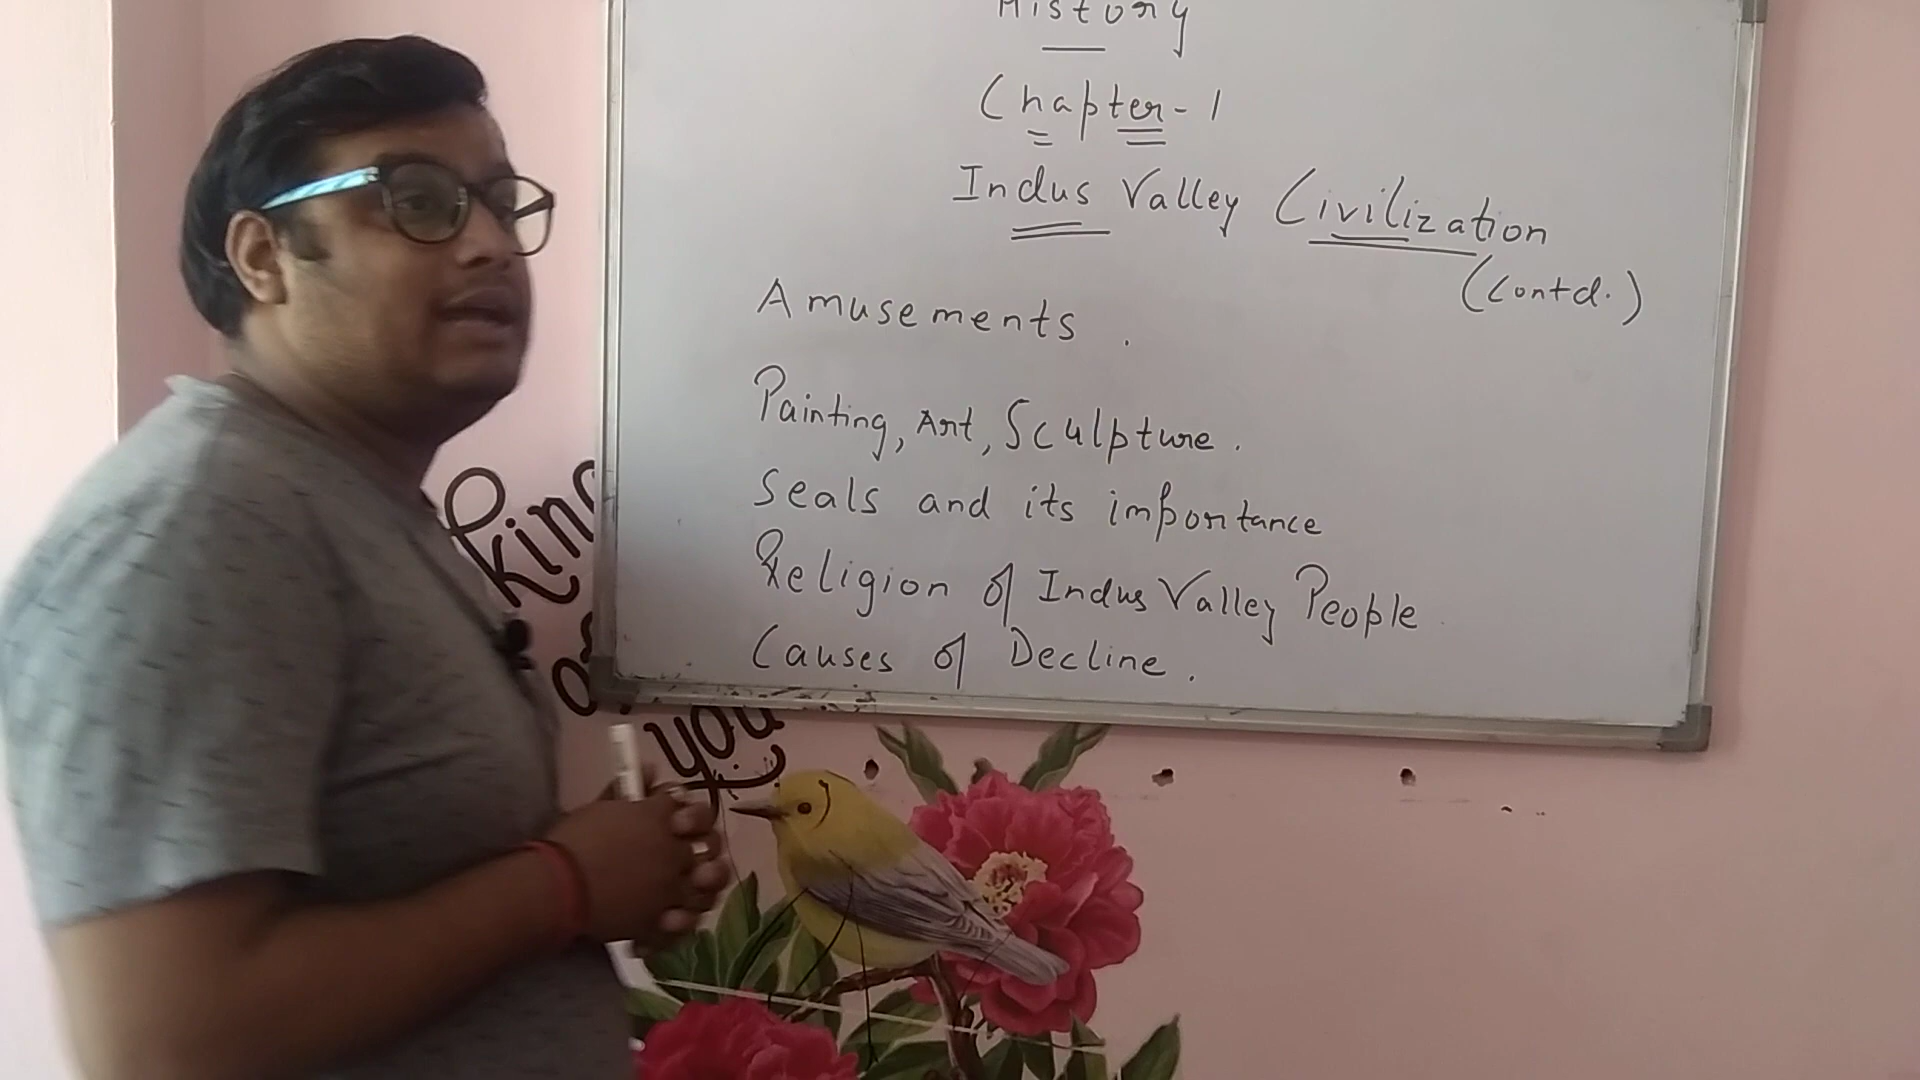 History
Chapter-1
Indus Valley Civilization
(Contd.)
Amusements.
Painting, Art, Sculpture.
Seals and its importance
Religion of Indus Valley People
Causes of Decline.
you